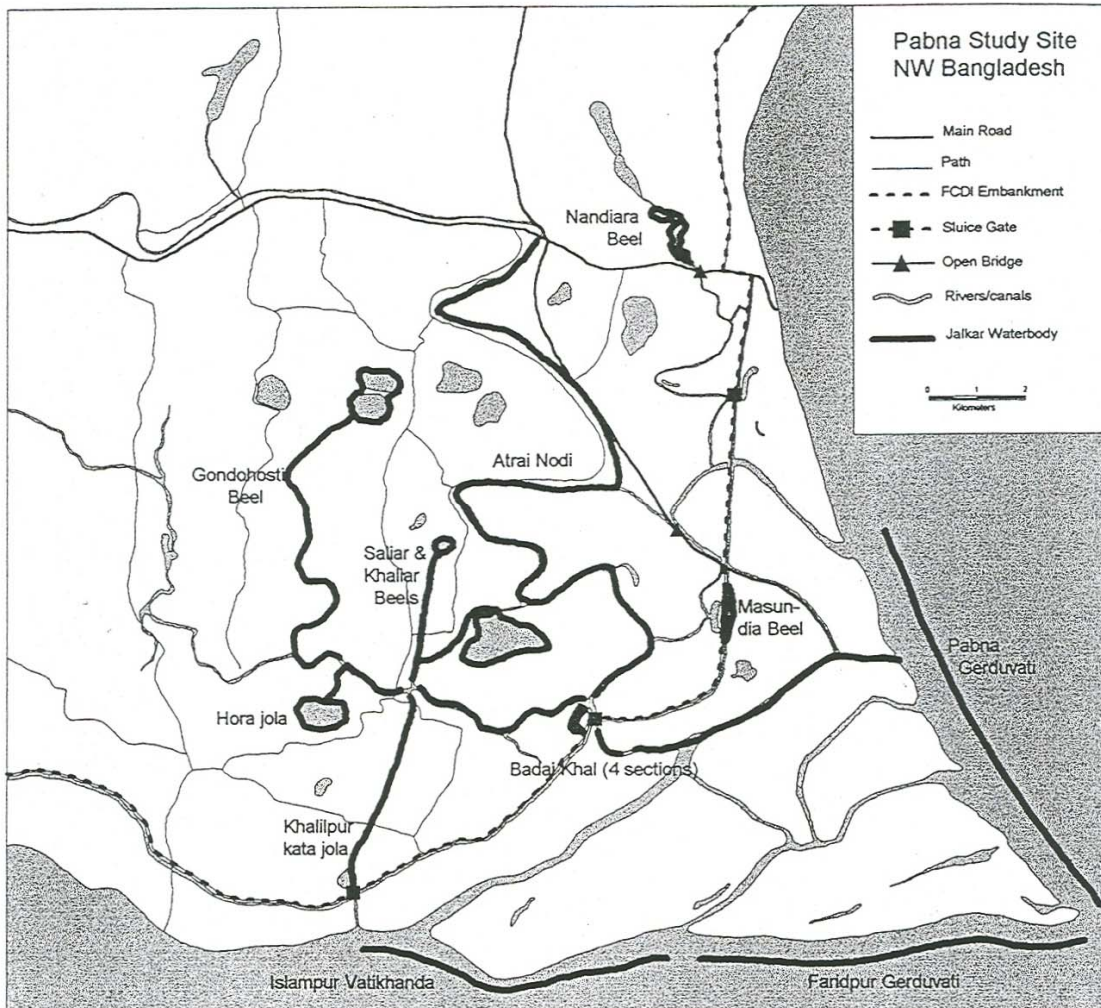 Pabna Study Site
NW Bangladesh
Main Road
Path
FCDI Embankment
Sluice Gate
Open Bridge
Rivers/canals
Jalkar Waterbody
0 1 2
Kilometers
Nandiara
Beel
Atrai Nodi
Gondohosti
Beel
Saliar &
Khaliar
Beels
Masun-
dia Beel
Pabna
Gerduvati
Hora jola
Badai Khal (4 sections)
Khalilpur
kata jola
Islampur Vatikhanda
Faridpur Gerduvati